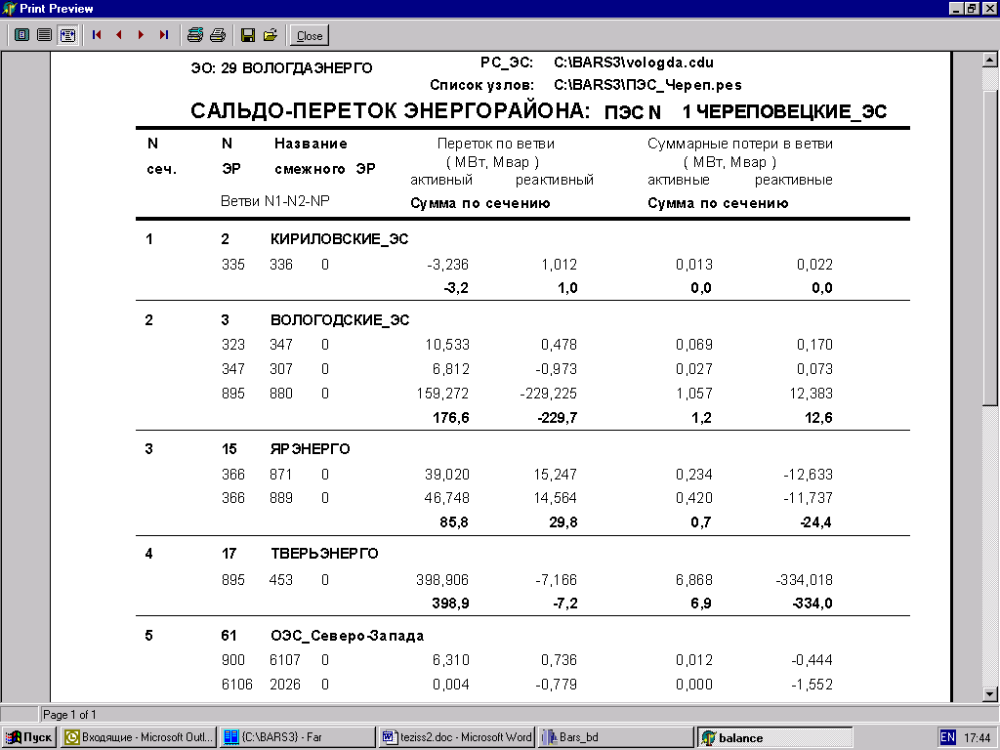 Print Preview
Close
ЭО: 29 ВОЛОГДАЭНЕРГО
РС_ЭС: C:\BARS3\vologda.cdu
Список узлов: C:\BARS3\ПЭС_Череп.pes
САЛЬДО-ПЕРЕТОК ЭНЕРГОРАЙОНА: ПЭС N 1 ЧЕРЕПОВЕЦКИЕ_ЭС
N N Название Переток по ветви Суммарные потери в ветви
сеч. ЭР смежного ЭР ( МВт, Мвар ) ( МВт, Мвар )
активный реактивный активные реактивные
Ветви N1-N2-NP Сумма по сечению Сумма по сечению
1 2 КИРИЛОВСКИЕ_ЭС
335 336 0 -3,236 1,012 0,013 0,022
-3,2 1,0 0,0 0,0
2 3 ВОЛОГОДСКИЕ_ЭС
323 347 0 10,533 0,478 0,069 0,170
347 307 0 6,812 -0,973 0,027 0,073
895 880 0 159,272 -229,225 1,057 12,383
176,6 -229,7 1,2 12,6
3 15 ЯРЭНЕРГО
366 871 0 39,020 15,247 0,234 -12,633
366 889 0 46,748 14,564 0,420 -11,737
85,8 29,8 0,7 -24,4
4 17 ТВЕРЬЭНЕРГО
895 453 0 398,906 -7,166 6,868 -334,018
398,9 -7,2 6,9 -334,0
5 61 ОЭС_Северо-Запада
900 6107 0 6,310 0,736 0,012 -0,444
6106 2026 0 0,004 -0,779 0,000 -1,552
Page 1 of 1
Пуск Входящие - Microsoft Outl... {C:\BARS3} - Far teziss2.doc - Microsoft Word Bars_bd balance EN 17:44